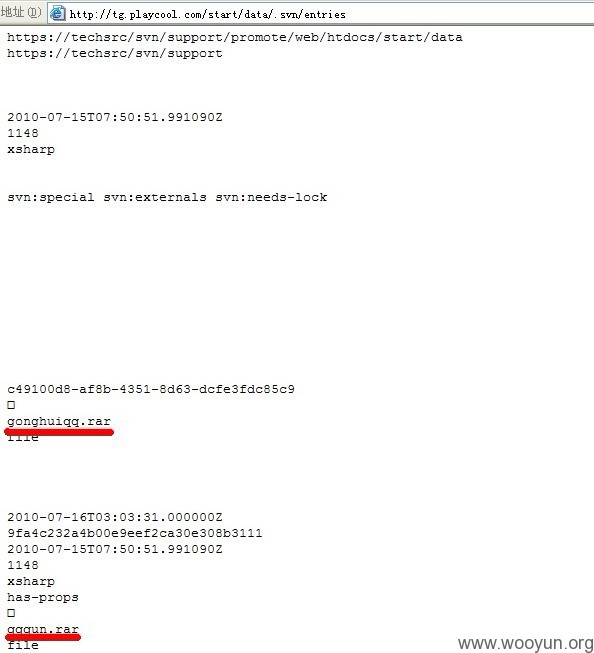 地址(D) http://tg.playcool.com/start/data/.svn/entries
https://techsrc/svn/support/promote/web/htdocs/start/data
https://techsrc/svn/support
2010-07-15T07:50:51.991090Z
1148
xsharp
svn:special svn:externals svn:needs-lock
c49100d8-af8b-4351-8d63-dcfe3fdc85c9
□
gonghuiqq.rar
file
2010-07-16T03:03:31.000000Z
9fa4c232a4b00e9eef2ca30e308b3111
2010-07-15T07:50:51.991090Z
1148
xsharp
has-props
□
qqqun.rar
file
www.wooyun.org